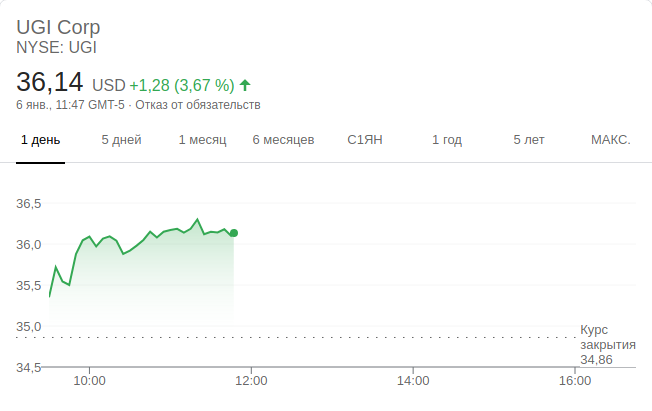 UGI Corp
NYSE: UGI
36,14 USD +1,28 (3,67 %)
6 янв., 11:47 GMT-5 · Отказ от обязательств
1 день 5 дней 1 месяц 6 месяцев С1ЯН 1 год 5 лет МАКС.
36.5
36.0
35.5
35,0
Курс
закрытия
34,86
34,5
10:00 12:00 14:00 16:00